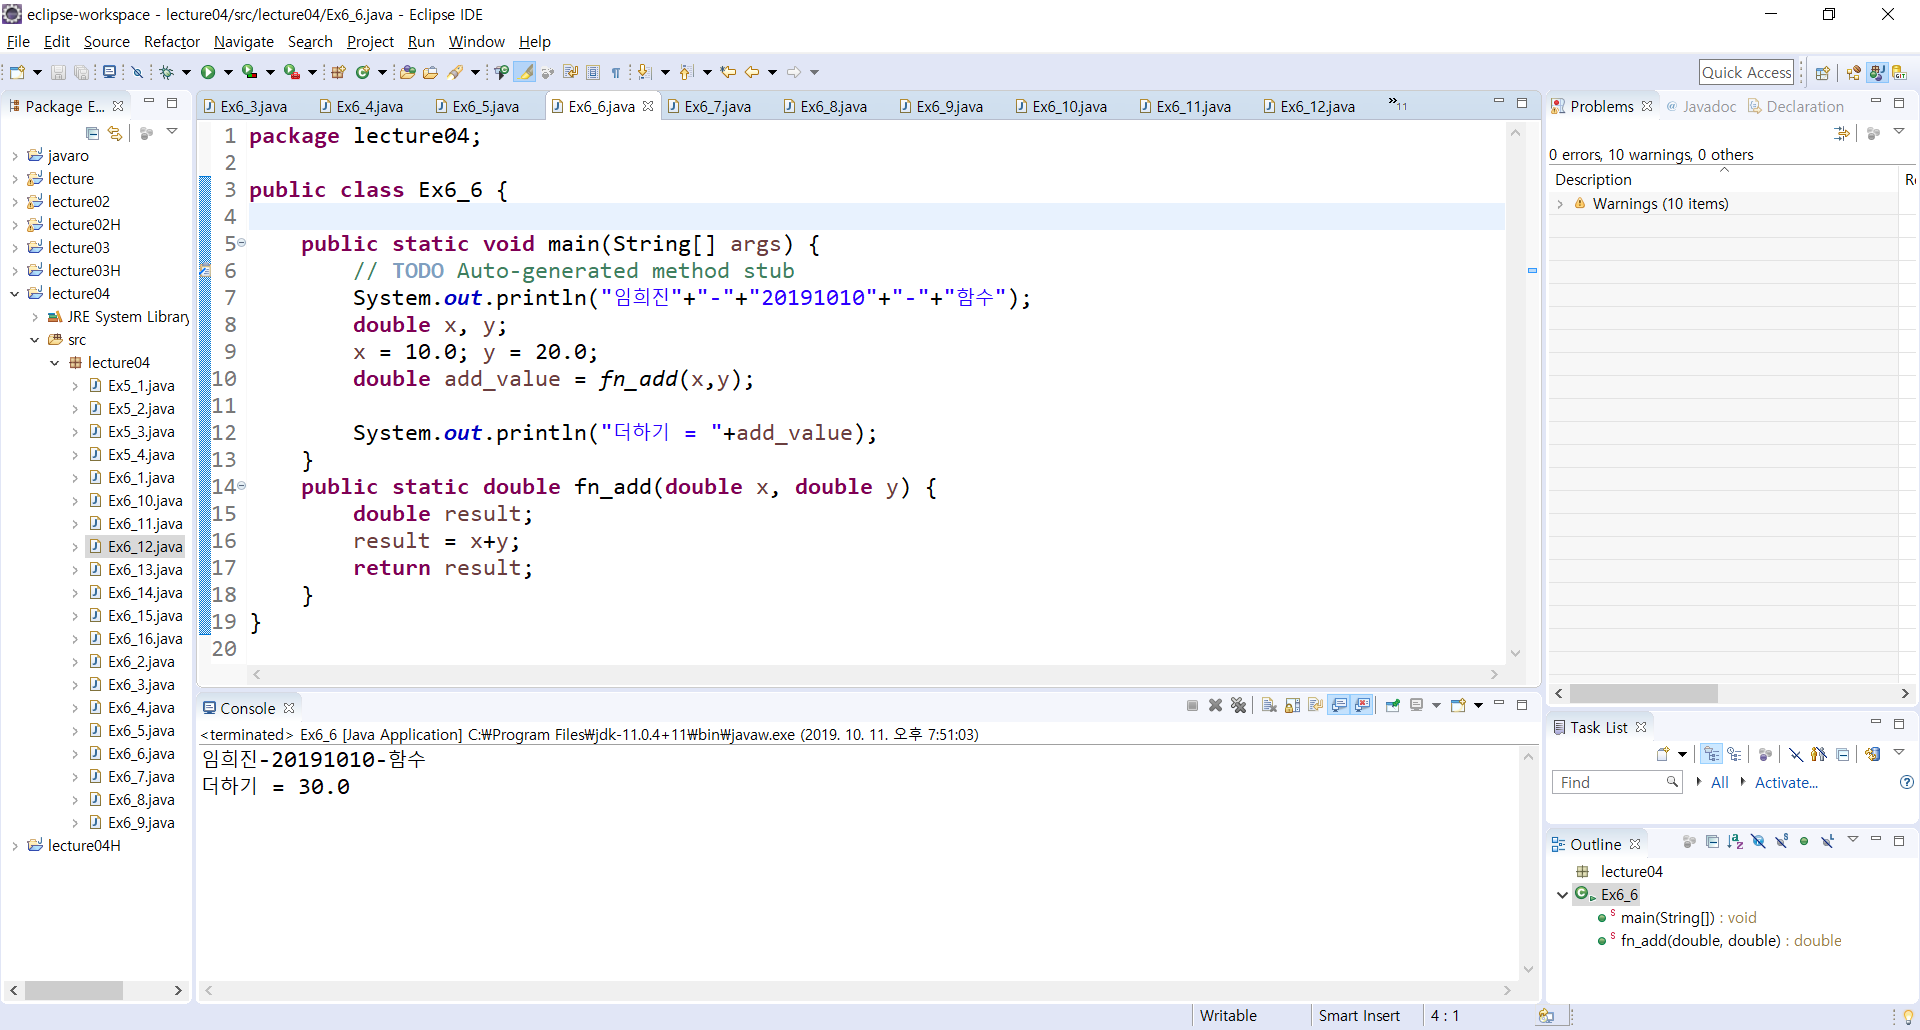 eclipse-workspace - lecture04/src/lecture04/Ex6_6.java - Eclipse IDE
File Edit Source Refactor Navigate Search Project Run Window Help
Quick Access
Package E...
javaro
lecture
lecture02
lecture02H
lecture03
lecture03H
lecture04
JRE System Library
src
lecture04
Ex5_1.java
Ex5_2.java
Ex5_3.java
Ex5_4.java
Ex6_1.java
Ex6_10.java
Ex6_11.java
Ex6_12.java
Ex6_13.java
Ex6_14.java
Ex6_15.java
Ex6_16.java
Ex6_2.java
Ex6_3.java
Ex6_4.java
Ex6_5.java
Ex6_6.java
Ex6_7.java
Ex6_8.java
Ex6_9.java
lecture04H
Ex6_3.java Ex6_4.java Ex6_5.java Ex6_6.java Ex6_7.java Ex6_8.java Ex6_9.java Ex6_10.java Ex6_11.java Ex6_12.java »11
1 package lecture04;
2
3 public class Ex6_6 {
4
5 public static void main(String[] args) {
6 // TODO Auto-generated method stub
7 System.out.println("임희진"+"-"+"20191010"+"-"+"함수");
8 double x, y;
9 x = 10.0; y = 20.0;
10 double add_value = fn_add(x,y);
11
12 System.out.println("더하기 = "+add_value);
13 }
14 public static double fn_add(double x, double y) {
15 double result;
16 result = x+y;
17 return result;
18 }
19 }
20
Console
<terminated> Ex6_6 [Java Application] C:₩Program Files₩jdk-11.0.4+11₩bin₩javaw.exe (2019. 10. 11. 오후 7:51:03)
임희진-20191010-함수
더하기 = 30.0
Problems @ Javadoc Declaration
0 errors, 10 warnings, 0 others
Description Re
Warnings (10 items)
Task List
Find All Activate...
Outline
lecture04
Ex6_6
main(String[]) : void
fn_add(double, double) : double
Writable Smart Insert 4 : 1